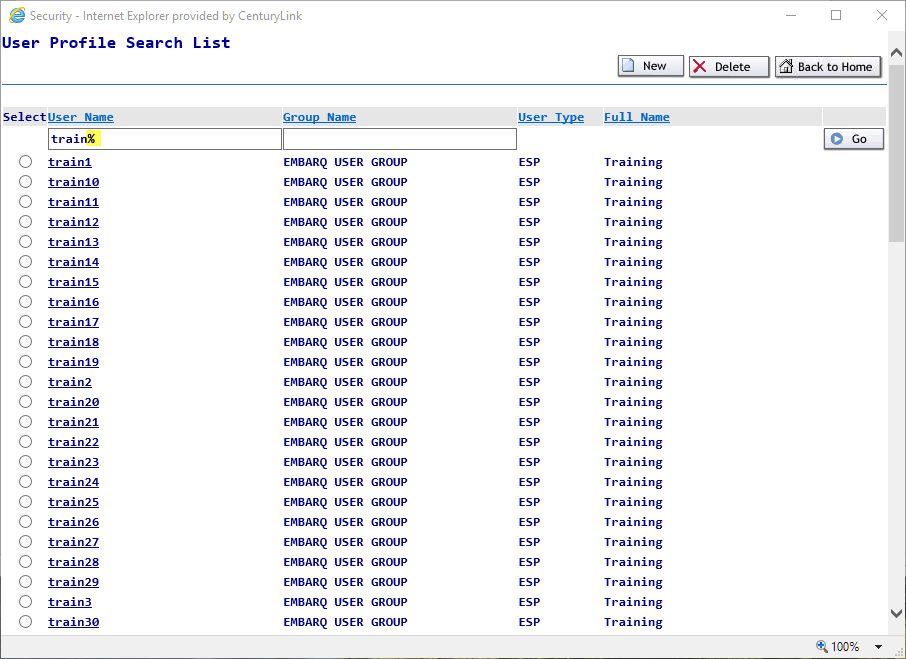 Security - Internet Explorer provided by CenturyLink
User Profile Search List
New Delete Back to Home
Select User Name Group Name User Type Full Name
train% Go
train1 EMBARQ USER GROUP ESP Training
train10 EMBARQ USER GROUP ESP Training
train11 EMBARQ USER GROUP ESP Training
train12 EMBARQ USER GROUP ESP Training
train13 EMBARQ USER GROUP ESP Training
train14 EMBARQ USER GROUP ESP Training
train15 EMBARQ USER GROUP ESP Training
train16 EMBARQ USER GROUP ESP Training
train17 EMBARQ USER GROUP ESP Training
train18 EMBARQ USER GROUP ESP Training
train19 EMBARQ USER GROUP ESP Training
train2 EMBARQ USER GROUP ESP Training
train20 EMBARQ USER GROUP ESP Training
train21 EMBARQ USER GROUP ESP Training
train22 EMBARQ USER GROUP ESP Training
train23 EMBARQ USER GROUP ESP Training
train24 EMBARQ USER GROUP ESP Training
train25 EMBARQ USER GROUP ESP Training
train26 EMBARQ USER GROUP ESP Training
train27 EMBARQ USER GROUP ESP Training
train28 EMBARQ USER GROUP ESP Training
train29 EMBARQ USER GROUP ESP Training
train3 EMBARQ USER GROUP ESP Training
train30 EMBARQ USER GROUP ESP Training
100%